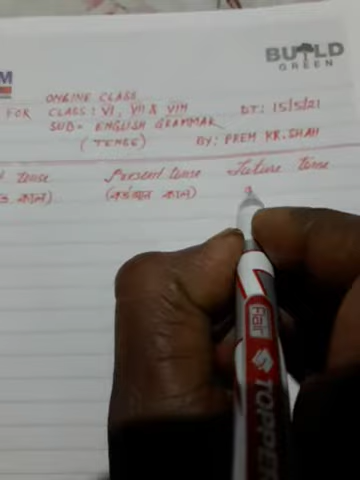 M
BUILD
GREEN
ONLINE CLASS
FOR CLASS : VI, VII & VIII DT: 15/5/21
SUB- ENGLISH GRAMMAR
(TENSE) BY: PREM KR. SHAH
tense Present tense Future tense
काल) (वर्तमान काल)
Flair
TOPPER